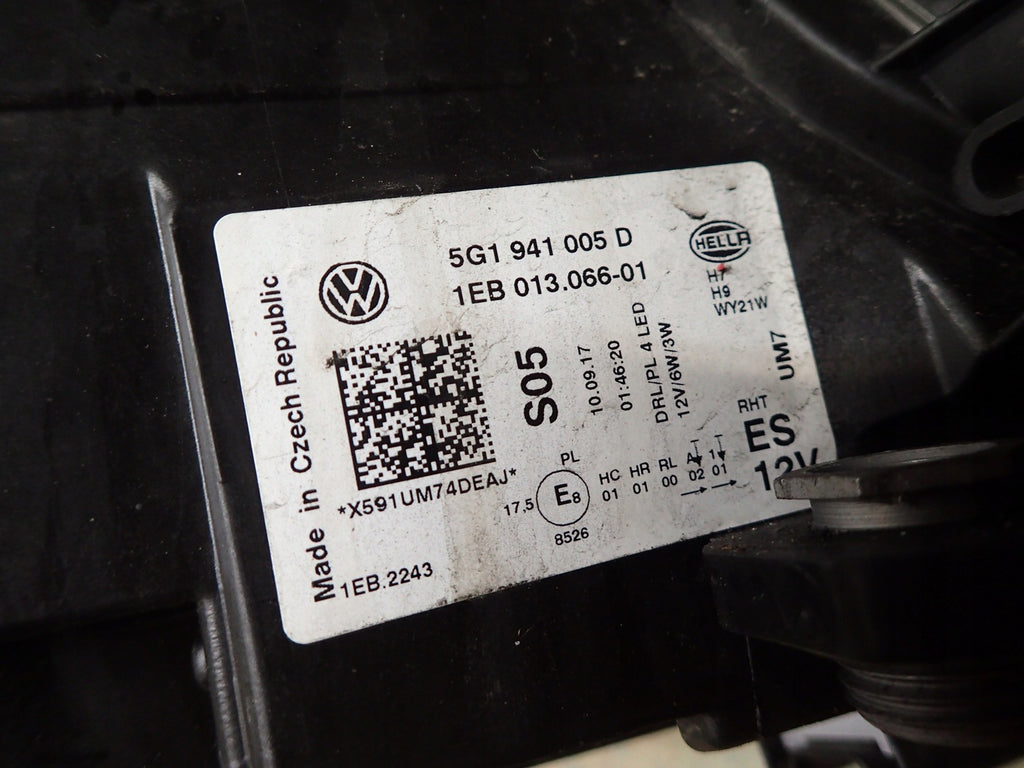 5G1 941 005 D
1EB 013.066-01
HELLA
H7
H9
WY21W
Made in Czech Republic
S05
10.09.17
01:46:20
DRL/PL 4 LED
12V/6W/3W
UM7
RHT
ES
12V
*X591UM74DEAJ*
PL
17,5
E8
8526
HC HR RL A 1
01 01 00 02 01
1EB.2243